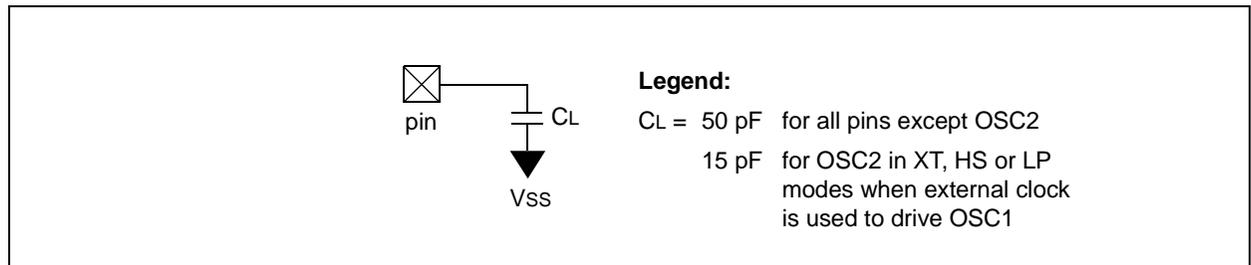 pin
CL
VSS
Legend:
CL = 50 pF for all pins except OSC2
15 pF for OSC2 in XT, HS or LP
modes when external clock
is used to drive OSC1